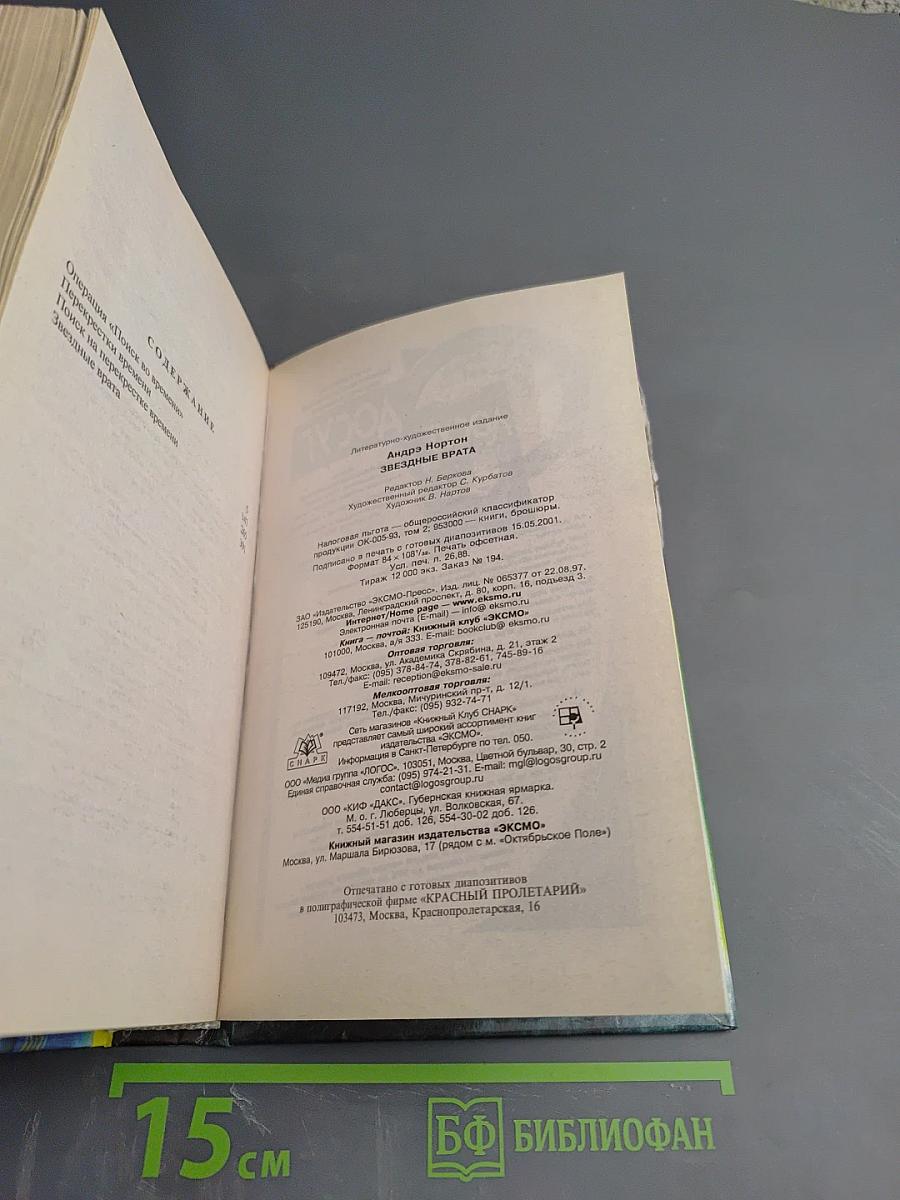 СОДЕРЖАНИЕ
Операция «Поиск во времени»
Перекрестки времени
Поиск на перекрестке времени
Звездные врата
5
Литературно-художественное издание
Андрэ Нортон
ЗВЕЗДНЫЕ ВРАТА
Редактор Н. Беркова
Художественный редактор С. Курбатов
Художник В. Нартов
Налоговая льгота — общероссийский классификатор
продукции ОК-005-93, том 2; 953000 — книги, брошюры.
Подписано в печать с готовых диапозитивов 15.05.2001.
Формат 84 × 108¹/₃₂. Печать офсетная.
Усл. печ. л. 26,88.
Тираж 12 000 экз. Заказ № 194.
ЗАО «Издательство «ЭКСМО-Пресс». Изд. лиц. № 065377 от 22.08.97.
125190, Москва, Ленинградский проспект, д. 80, корп. 16, подъезд 3.
Интернет/Home page — www.eksmo.ru
Электронная почта (E-mail) — info@ eksmo.ru
Книга — почтой: Книжный клуб «ЭКСМО»
101000, Москва, а/я 333. E-mail: bookclub@ eksmo.ru
Оптовая торговля:
109472, Москва, ул. Академика Скрябина, д. 21, этаж 2
Тел./факс: (095) 378-84-74, 378-82-61, 745-89-16
E-mail: reception@eksmo-sale.ru
Мелкооптовая торговля:
117192, Москва, Мичуринский пр-т, д. 12/1.
Тел./факс: (095) 932-74-71
СНАРК
Сеть магазинов «Книжный Клуб СНАРК»
представляет самый широкий ассортимент книг
издательства «ЭКСМО».
Информация в Санкт-Петербурге по тел. 050.
ООО «Медиа группа «ЛОГОС». 103051, Москва, Цветной бульвар, 30, стр. 2
Единая справочная служба: (095) 974-21-31. E-mail: mgl@logosgroup.ru
contact@logosgroup.ru
ООО «КИФ «ДАКС». Губернская книжная ярмарка.
М. о. г. Люберцы, ул. Волковская, 67.
т. 554-51-51 доб. 126, 554-30-02 доб. 126.
Книжный магазин издательства «ЭКСМО»
Москва, ул. Маршала Бирюзова, 17 (рядом с м. «Октябрьское Поле»)
Отпечатано с готовых диапозитивов
в полиграфической фирме «КРАСНЫЙ ПРОЛЕТАРИЙ»
103473, Москва, Краснопролетарская, 16
15 см
БФ БИБЛИОФАН